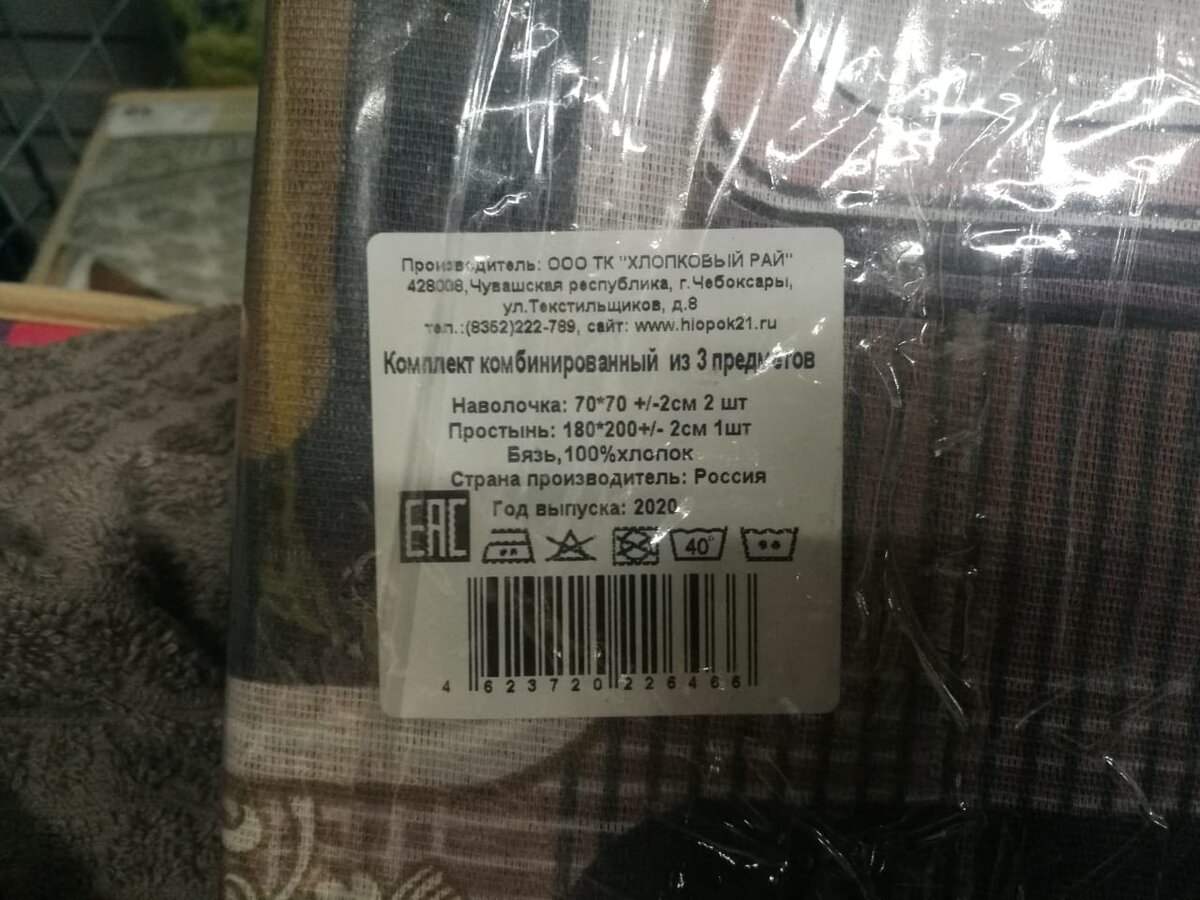 Производитель: ООО ТК "ХЛОПКОВЫЙ РАЙ"
428008,Чувашская республика, г.Чебоксары,
ул.Текстильщиков, д.8
тел.:(8352)222-789, сайт: www.hlopok21.ru
Комплект комбинированный из 3 предметов
Наволочка: 70*70 +/-2см 2 шт
Простынь: 180*200+/- 2см 1шт
Бязь,100%хлопок
Страна производитель: Россия
Год выпуска: 2020
EAC
40°
4 623720 226466